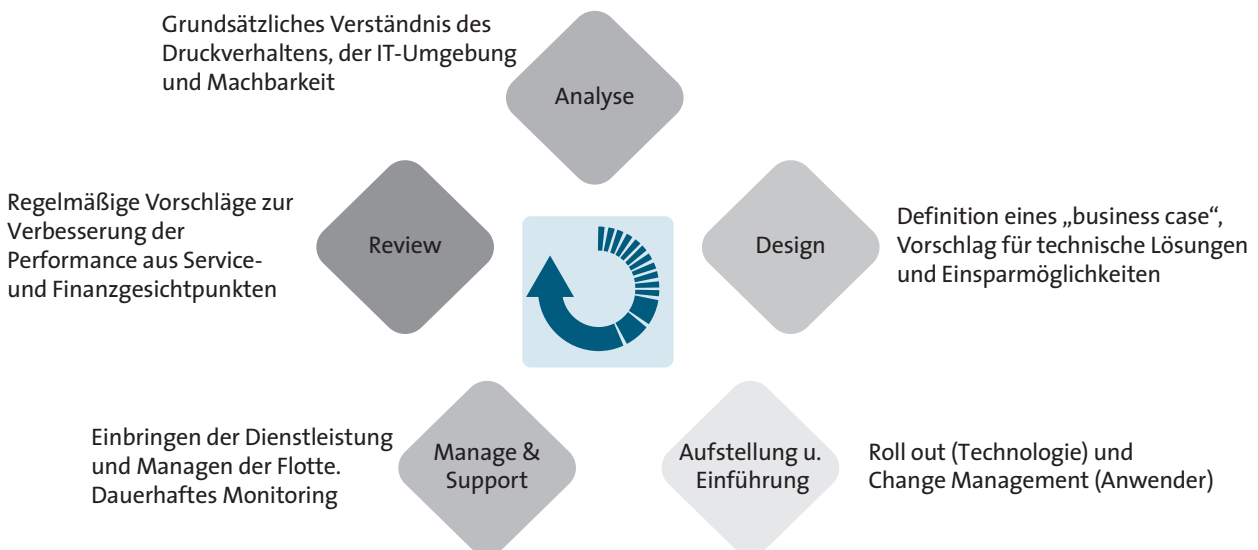 Grundsätzliches Verständnis des
Druckverhaltens, der IT-Umgebung
und Machbarkeit
Analyse
Design
Definition eines „business case“,
Vorschlag für technische Lösungen
und Einsparmöglichkeiten
Aufstellung u.
Einführung
Roll out (Technologie) und
Change Management (Anwender)
Manage &
Support
Einbringen der Dienstleistung
und Managen der Flotte.
Dauerhaftes Monitoring
Review
Regelmäßige Vorschläge zur
Verbesserung der
Performance aus Service-
und Finanzgesichtpunkten